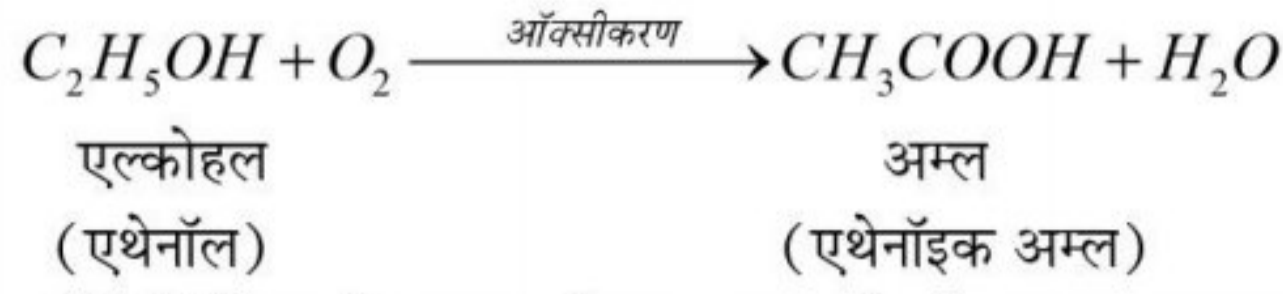 C₂H₅OH + O₂ —ऑक्सीकरण→ CH₃COOH + H₂O
एल्कोहल अम्ल
(एथेनॉल) (एथेनॉइक अम्ल)